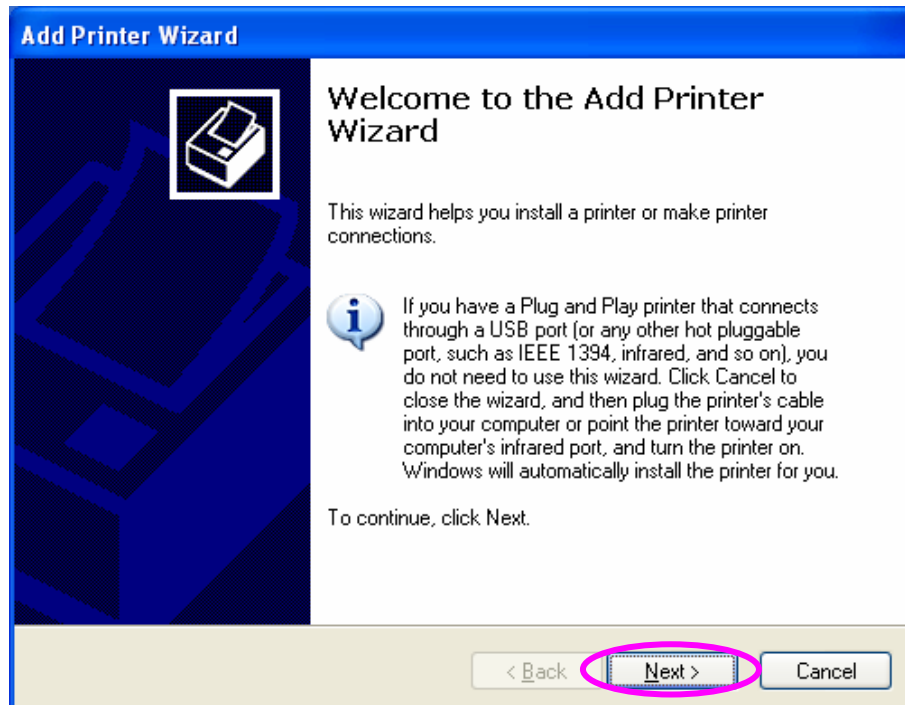 Add Printer Wizard
Welcome to the Add Printer
Wizard
This wizard helps you install a printer or make printer
connections.
If you have a Plug and Play printer that connects
through a USB port (or any other hot pluggable
port, such as IEEE 1394, infrared, and so on), you
do not need to use this wizard. Click Cancel to
close the wizard, and then plug the printer's cable
into your computer or point the printer toward your
computer's infrared port, and turn the printer on.
Windows will automatically install the printer for you.
To continue, click Next.
< Back Next > Cancel